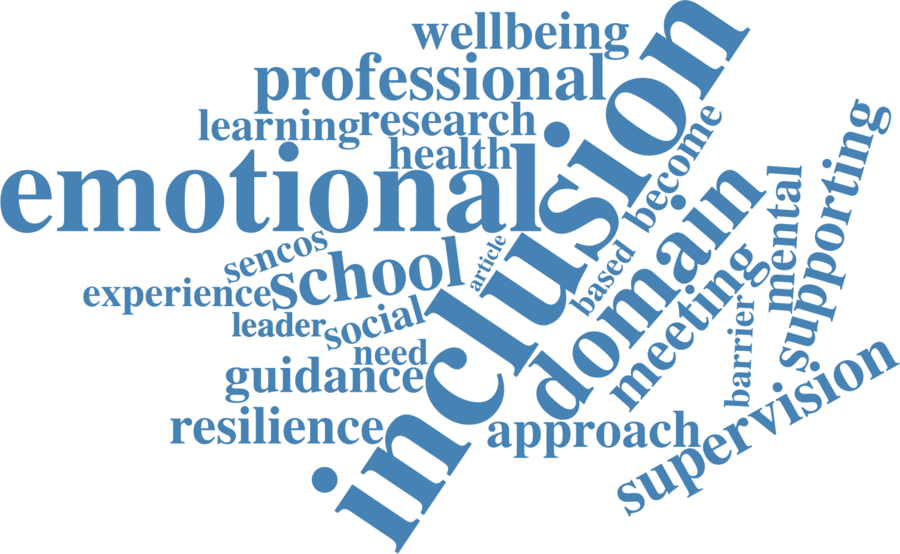 wellbeing
professional
learning
research
health
emotional
inclusion
become
domain
mental
supporting
sencos
school
article
based
experience
meeting
leader
social
barrier
need
guidance
supervision
resilience
approach